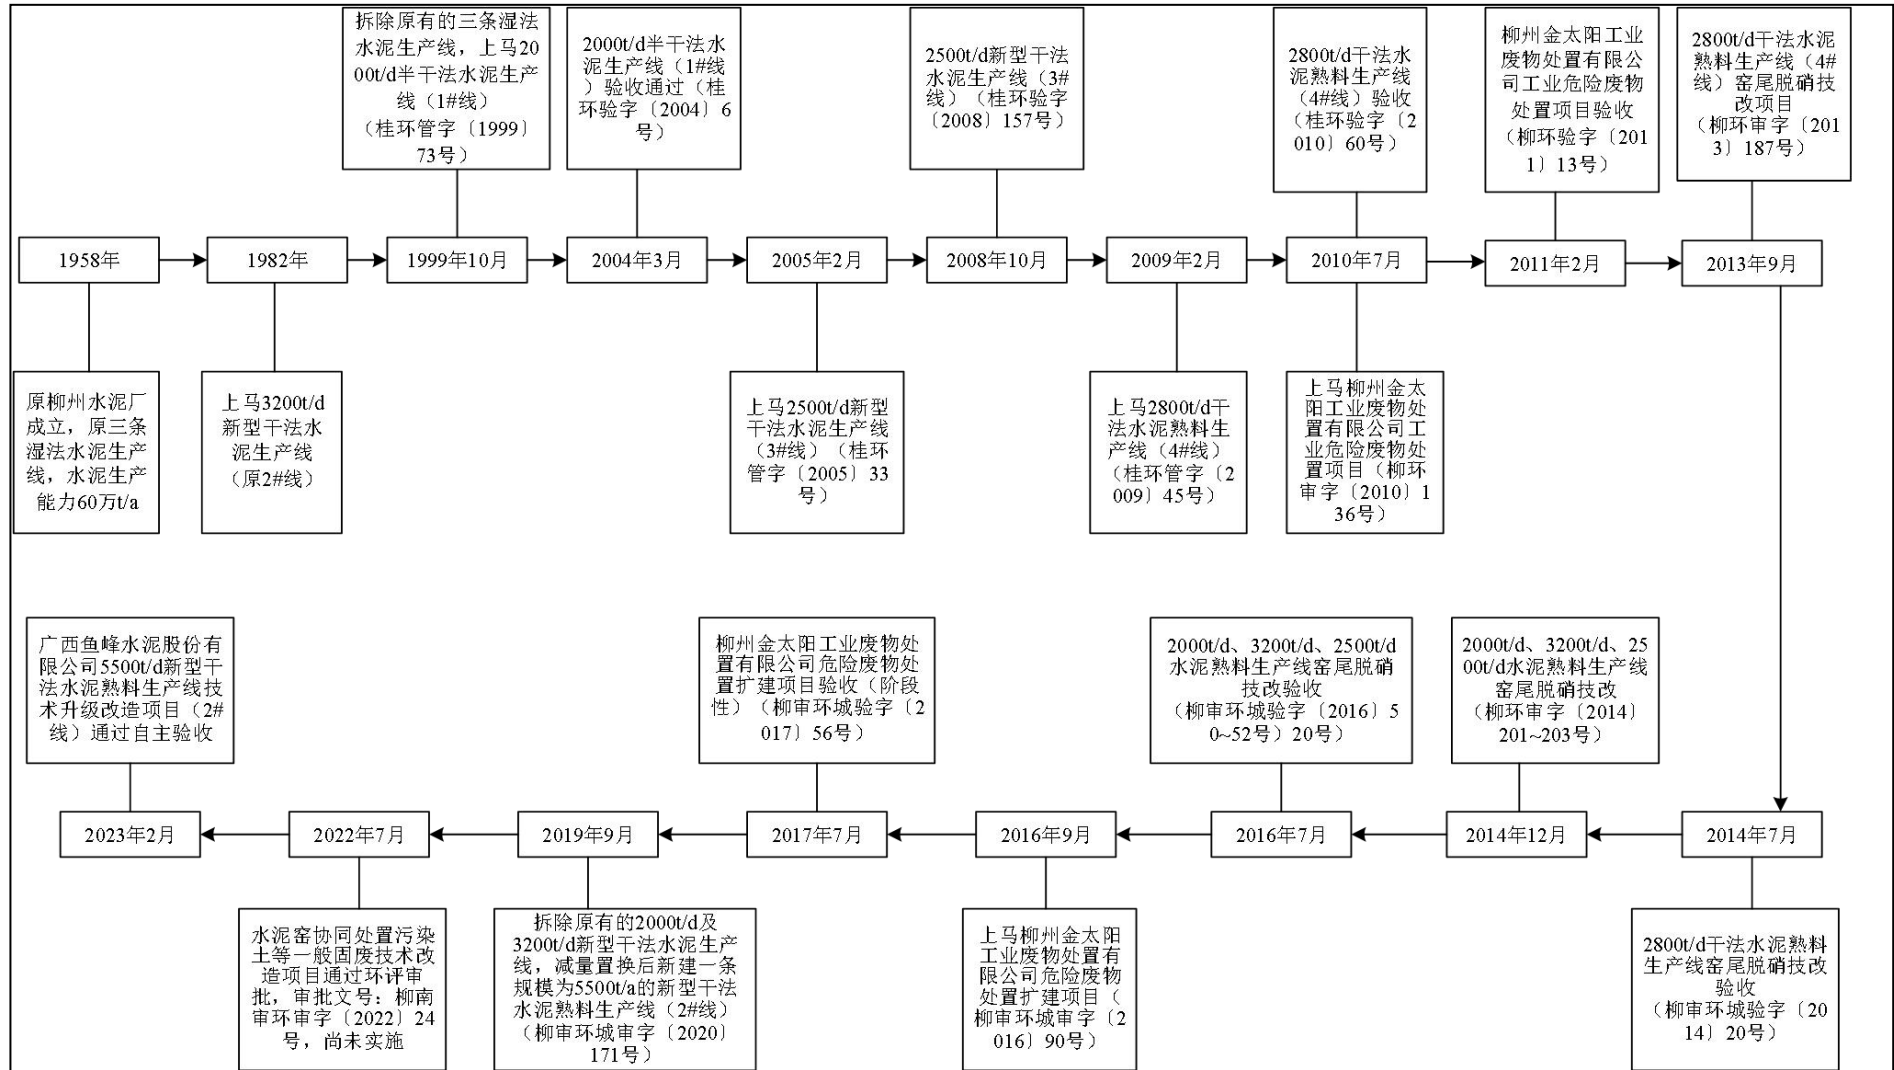 拆除原有的三条湿法
水泥生产线，上马20
00t/d半干法水泥生产
线（1#线）
（桂环管字〔1999〕
73号）
2000t/d半干法水
泥生产线（1#线
）验收通过（桂
环验字〔2004〕6
号）
2500t/d新型干法
水泥生产线（3#
线）（桂环验字
〔2008〕157号）
2800t/d干法水
泥熟料生产线
（4#线）验收
（桂环验字〔2
010〕60号）
柳州金太阳工业
废物处置有限公
司工业危险废物
处置项目验收
（柳环验字〔201
1〕13号）
2800t/d干法水泥
熟料生产线（4#
线）窑尾脱硝技
改项目
（柳环审字〔201
3〕187号）
1958年
1982年
1999年10月
2004年3月
2005年2月
2008年10月
2009年2月
2010年7月
2011年2月
2013年9月
原柳州水泥厂
成立，原三条
湿法水泥生产
线，水泥生产
能力60万t/a
上马3200t/d
新型干法水
泥生产线
（原2#线）
上马2500t/d新型
干法水泥生产线
（3#线）（桂环
管字〔2005〕33
号）
上马2800t/d干
法水泥熟料生
产线（4#线）
（桂环管字〔2
009〕45号）
上马柳州金太
阳工业废物处
置有限公司工
业危险废物处
置项目（柳环
审字〔2010〕1
36号）
广西鱼峰水泥股份有
限公司5500t/d新型干
法水泥熟料生产线技
术升级改造项目（2#
线）通过自主验收
柳州金太阳工业废物处
置有限公司危险废物处
置扩建项目验收（阶段
性）（柳审环城验字〔2
017〕56号）
2000t/d、3200t/d、2500t/d
水泥熟料生产线窑尾脱硝
技改验收
（柳审环城验字〔2016〕5
0~52号）20号）
2000t/d、3200t/d、25
00t/d水泥熟料生产线
窑尾脱硝技改
（柳环审字〔2014〕
201~203号）
2023年2月
2022年7月
2019年9月
2017年7月
2016年9月
2016年7月
2014年12月
2014年7月
水泥窑协同处置污染
土等一般固废技术改
造项目通过环评审
批，审批文号：柳南
审环审字〔2022〕24
号，尚未实施
拆除原有的2000t/d及
3200t/d新型干法水泥生产
线，减量置换后新建一条
规模为5500t/a的新型干法
水泥熟料生产线（2#线）
（柳审环城审字〔2020〕
171号）
上马柳州金太阳
工业废物处置有
限公司危险废物
处置扩建项目（
柳审环城审字〔2
016〕90号）
2800t/d干法水泥熟料
生产线窑尾脱硝技改
验收
（柳审环城验字〔20
14〕20号）